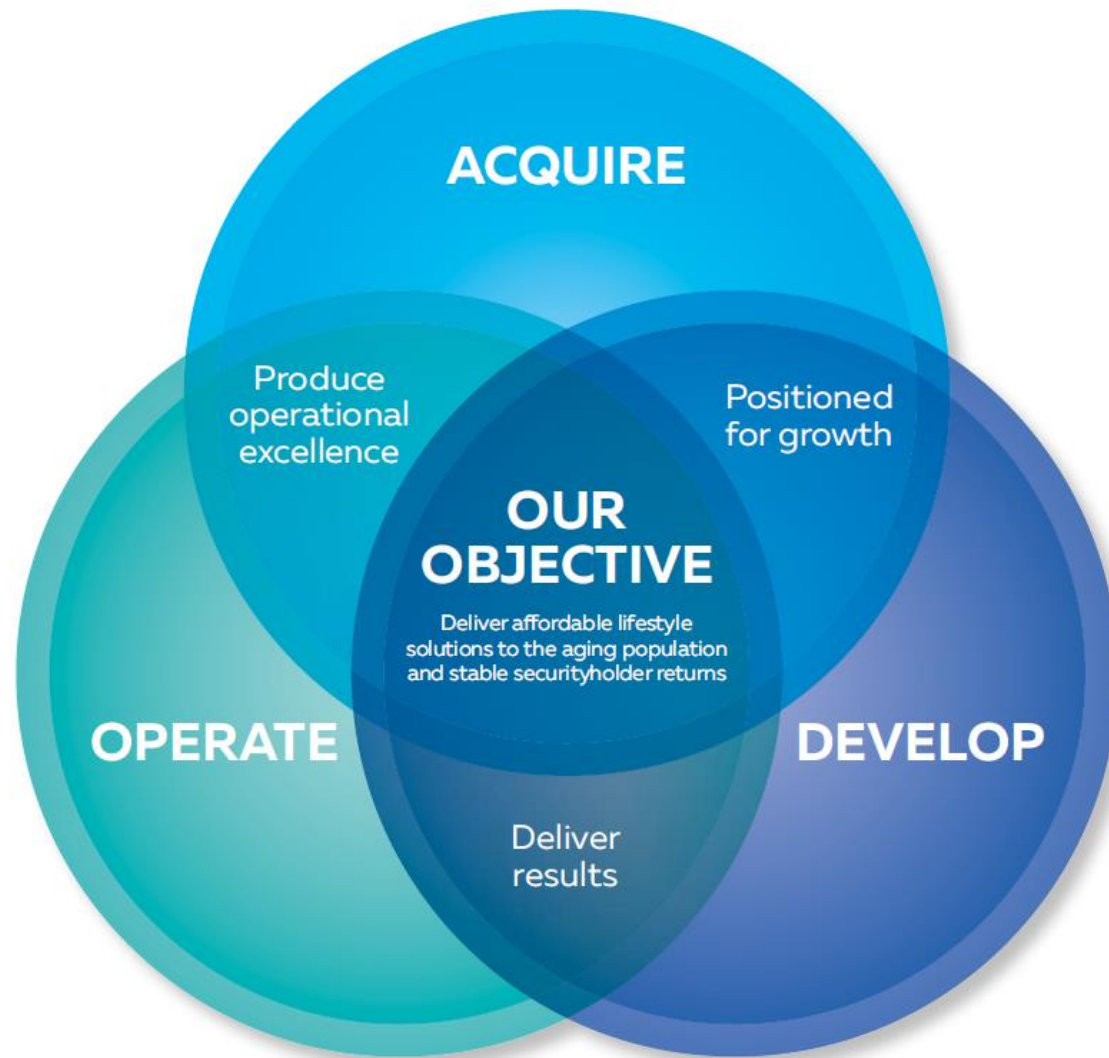 ACQUIRE
Produce
operational
excellence
Positioned
for growth
OUR
OBJECTIVE
Deliver affordable lifestyle
solutions to the aging population
and stable securityholder returns
OPERATE
DEVELOP
Deliver
results